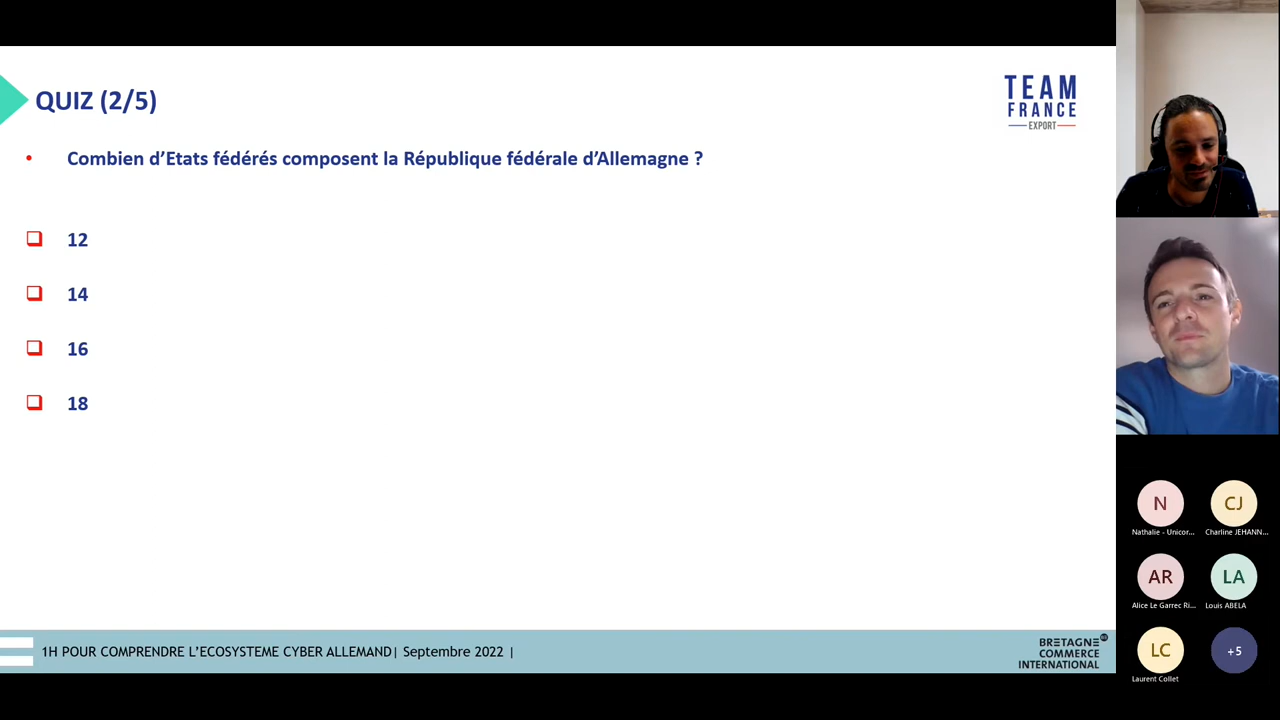 QUIZ (2/5)
TEAM
FRANCE
EXPORT
• Combien d’Etats fédérés composent la République fédérale d’Allemagne ?
12
14
16
18
1H POUR COMPRENDRE L’ECOSYSTEME CYBER ALLEMAND| Septembre 2022 |
BRETAGNE
COMMERCE
INTERNATIONAL
N
Nathalie - Unicor...
CJ
Charline JEHANN...
AR
Alice Le Garrec Ri...
LA
Louis ABELA
LC
Laurent Collet
+5